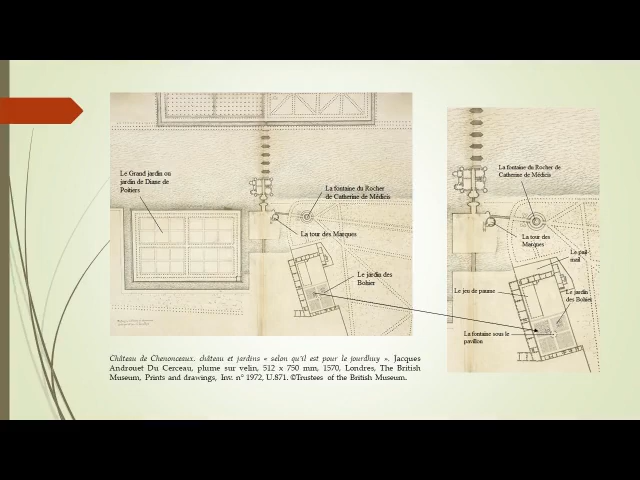 Le Grand jardin ou
jardin de Diane de
Poitiers
La fontaine du Rocher
de Catherine de Médicis
La tour des Marques
Le jardin des
Bohier
La fontaine du Rocher de
Catherine de Médicis
La tour des
Marques
Le pail
mail
Le jeu de paume
Le jardin
des Bohier
La fontaine sous le
pavillon
Château de Chenonceaux, château et jardins « selon qu'il est pour le jourdhuy ». Jacques
Androuet Du Cerceau, plume sur velin, 512 x 750 mm, 1570, Londres, The British
Museum, Prints and drawings, Inv. n° 1972, U.871. ©Trustees of the British Museum.